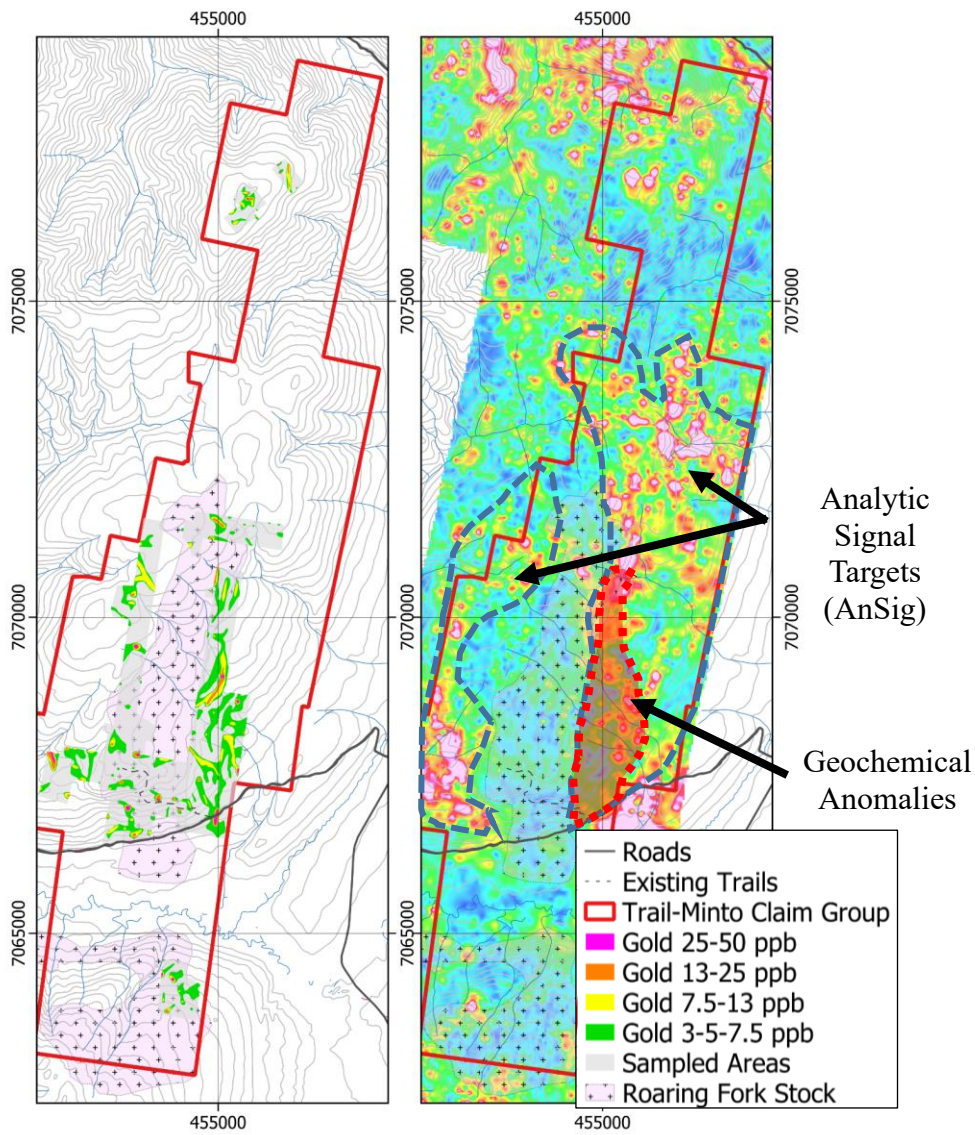 455000
455000
7075000
7075000
7070000
7070000
7065000
7065000
Analytic
Signal
Targets
(AnSig)
Geochemical
Anomalies
Roads
Existing Trails
Trail-Minto Claim Group
Gold 25-50 ppb
Gold 13-25 ppb
Gold 7.5-13 ppb
Gold 3-5-7.5 ppb
Sampled Areas
Roaring Fork Stock
455000
455000